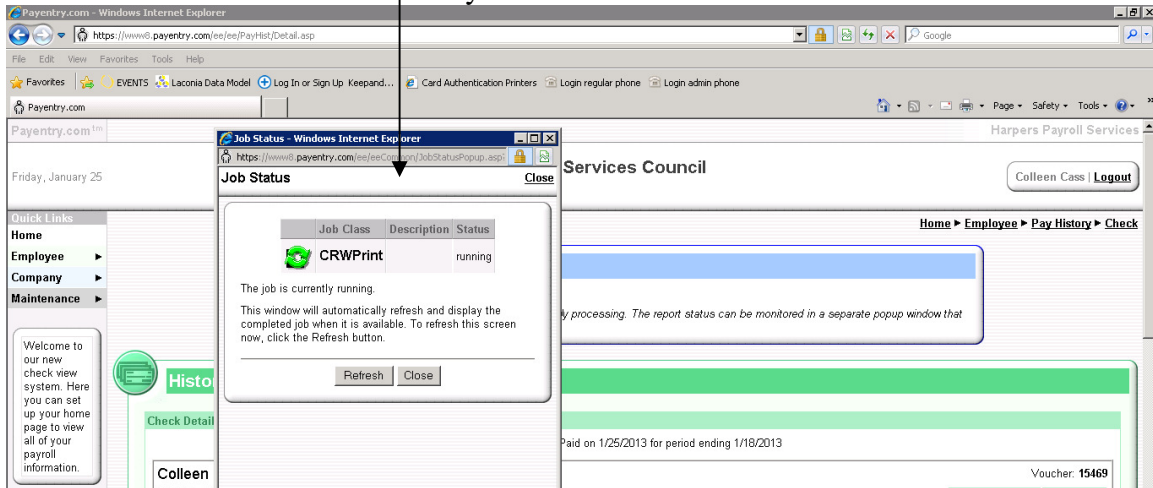 Payentry.com - Windows Internet Explorer
https://www8.payentry.com/ee/ee/PayHist/Detail.asp
Google
File Edit View Favorites Tools Help
Favorites EVENTS Laconia Data Model Log In or Sign Up Keepand... Card Authentication Printers Login regular phone Login admin phone
Payentry.com
Page Safety Tools
Payentry.com™
Harpers Payroll Services
Friday, January 25
Services Council
Colleen Cass | Logout
Quick Links
Home
Employee
Company
Maintenance
Home ► Employee ► Pay History ► Check
Welcome to
our new
check view
system. Here
you can set
up your home
page to view
all of your
payroll
information.
Job Status - Windows Internet Explorer
https://www8.payentry.com/ee/eeCommon/JobStatusPopup.asp
Job Status Close
Job Class Description Status
CRWPrint running
The job is currently running.
This window will automatically refresh and display the
completed job when it is available. To refresh this screen
now, click the Refresh button.
Refresh Close
processing. The report status can be monitored in a separate popup window that
Histo
Check Detail
Paid on 1/25/2013 for period ending 1/18/2013
Colleen
Voucher: 15469